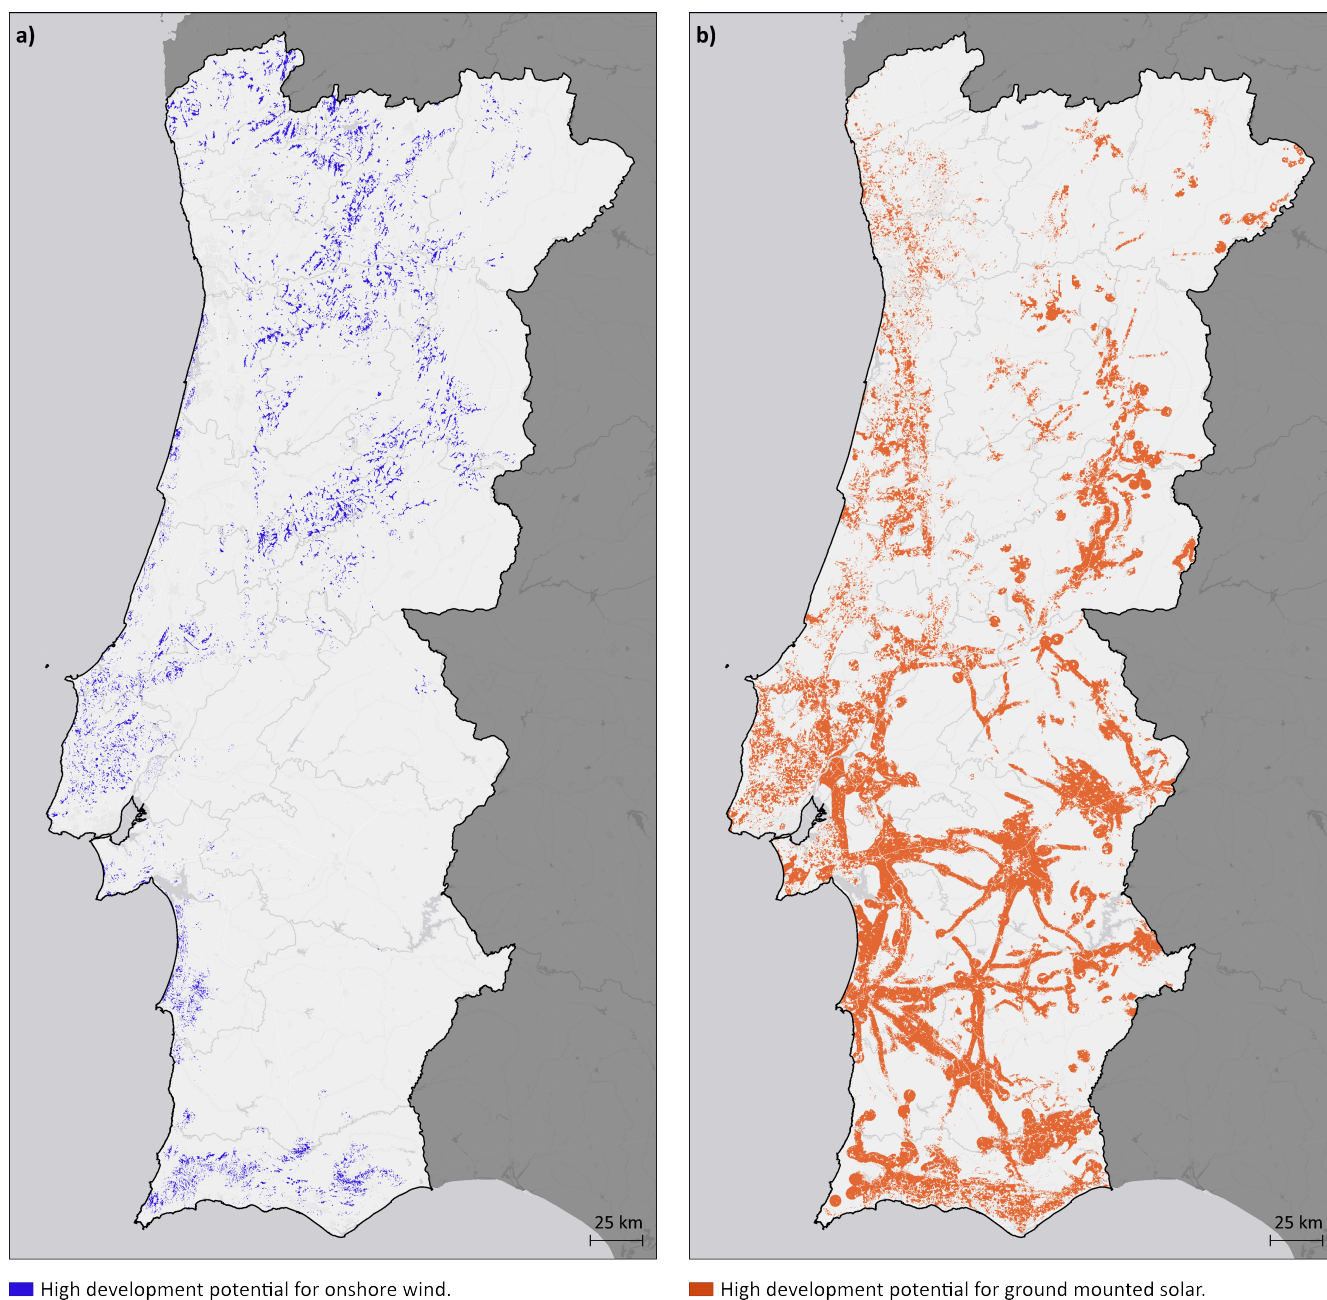 a)
b)
25 km
25 km
High development potential for onshore wind.
High development potential for ground mounted solar.